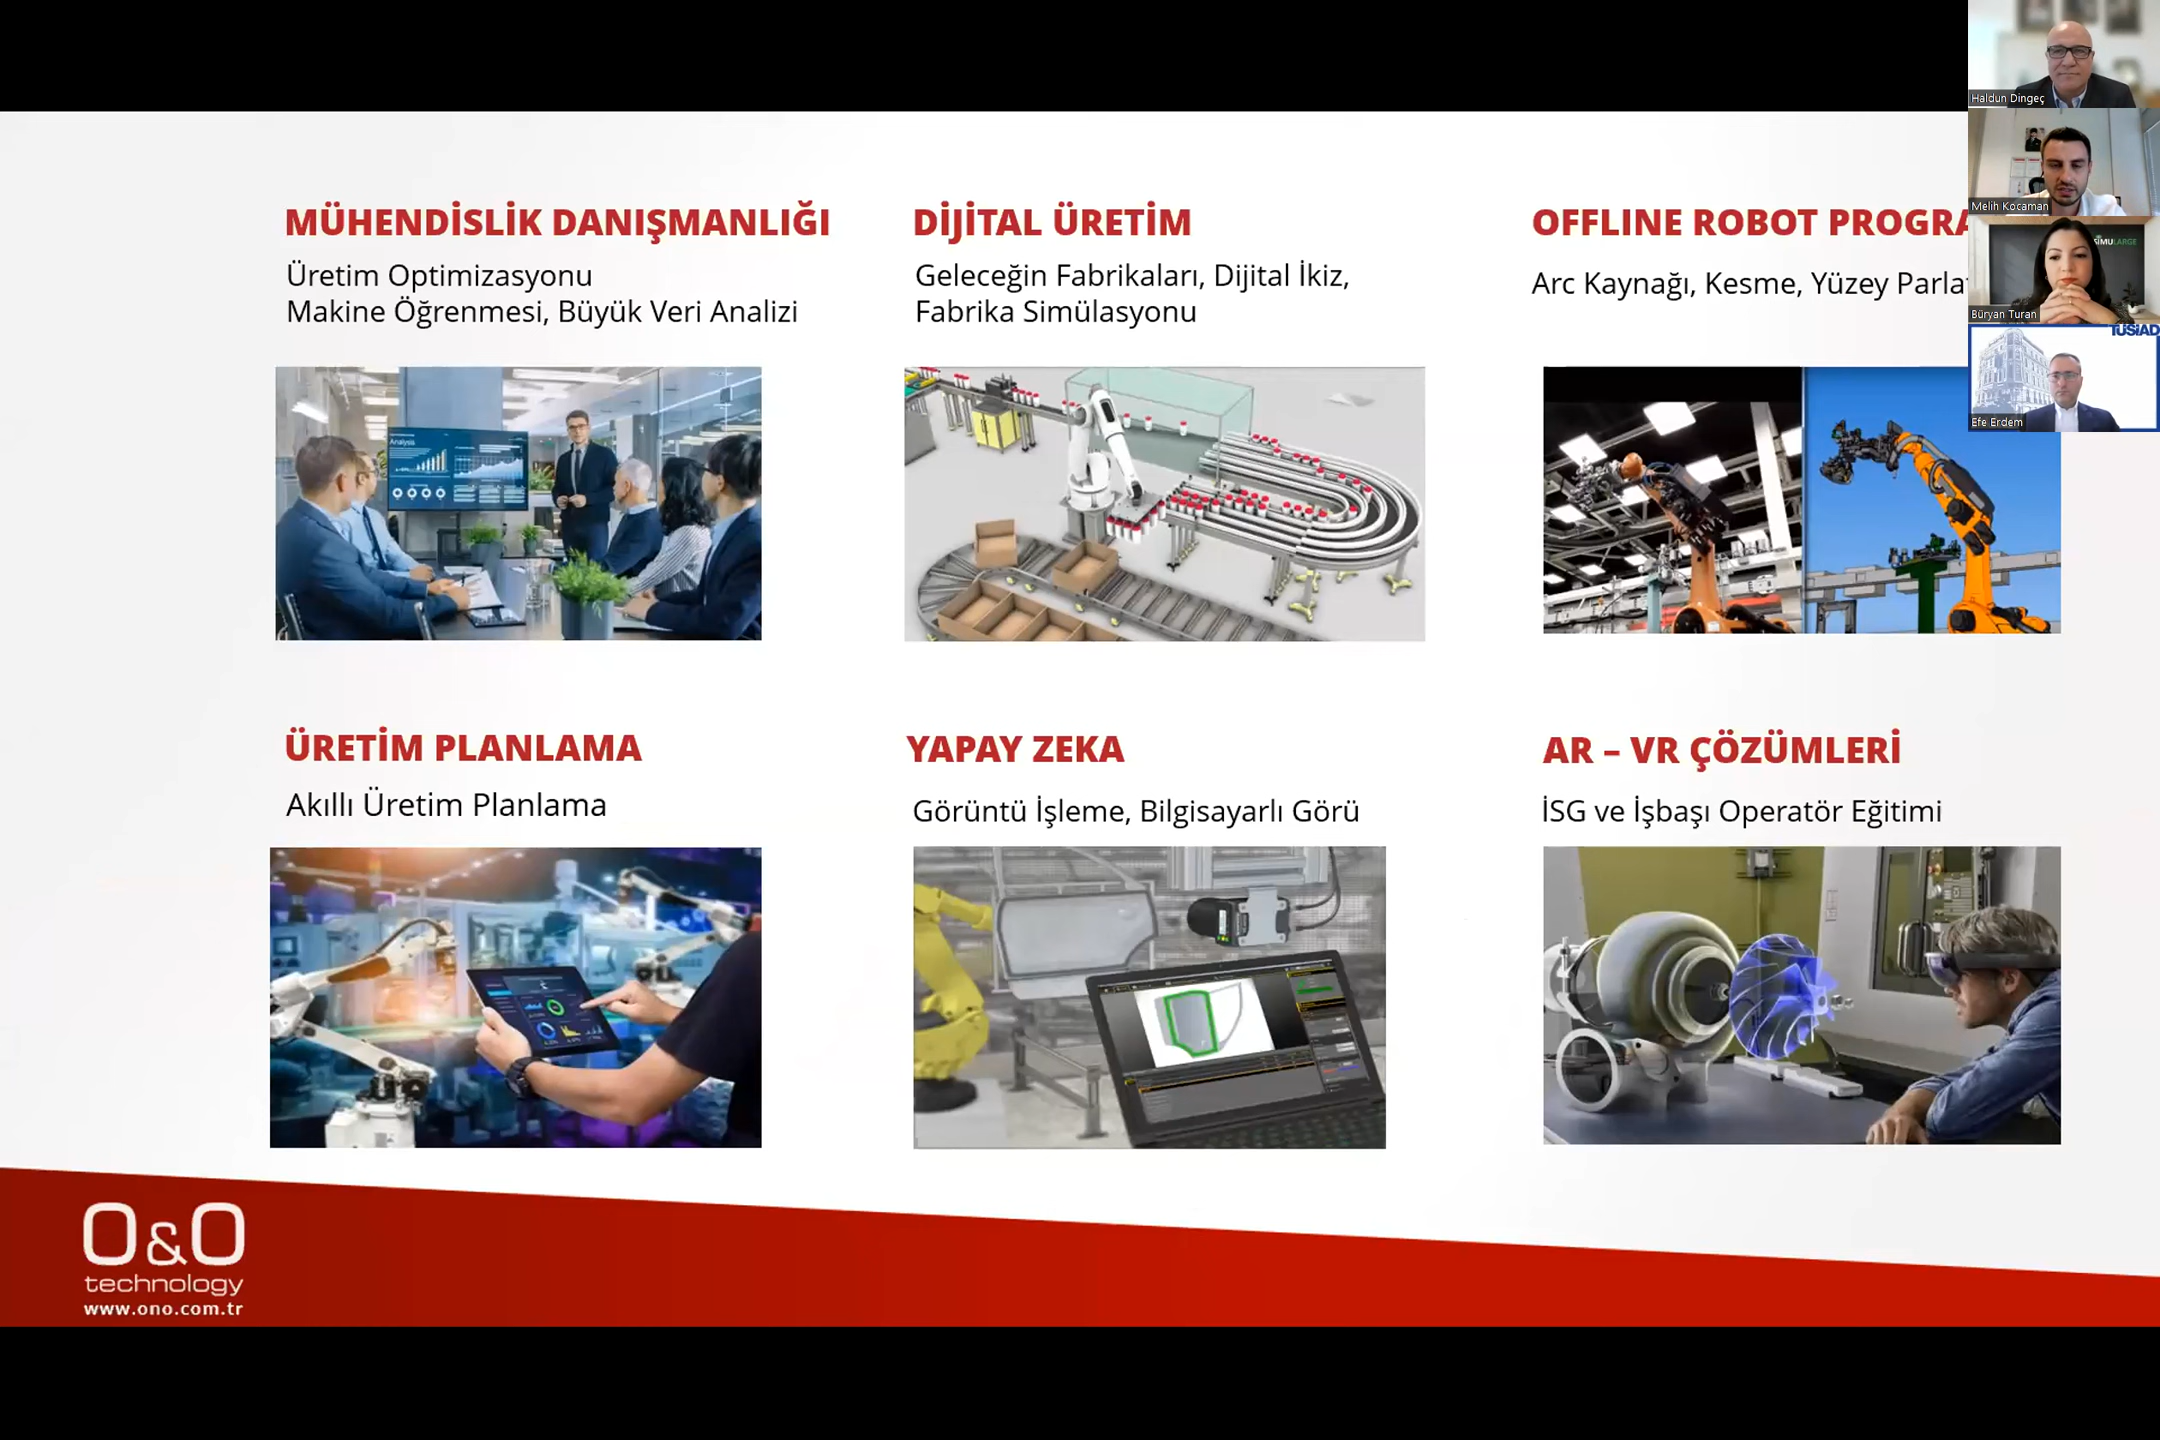 MÜHENDİSLİK DANIŞMANLIĞI
Üretim Optimizasyonu
Makine Öğrenmesi, Büyük Veri Analizi
DİJİTAL ÜRETİM
Geleceğin Fabrikaları, Dijital İkiz,
Fabrika Simülasyonu
OFFLINE ROBOT
Arc Kaynağı, Kesme, Yüzey
Analysis
ÜRETİM PLANLAMA
Akıllı Üretim Planlama
YAPAY ZEKA
Görüntü İşleme, Bilgisayarlı Görü
AR – VR ÇÖZÜMLERİ
İSG ve İşbaşı Operatör Eğitimi
O&O
technology
www.ono.com.tr
Haldun Dingeç
Melih Kocaman
SİMULARGE
Büryan Turan
TÜSİAD
Efe Erdem